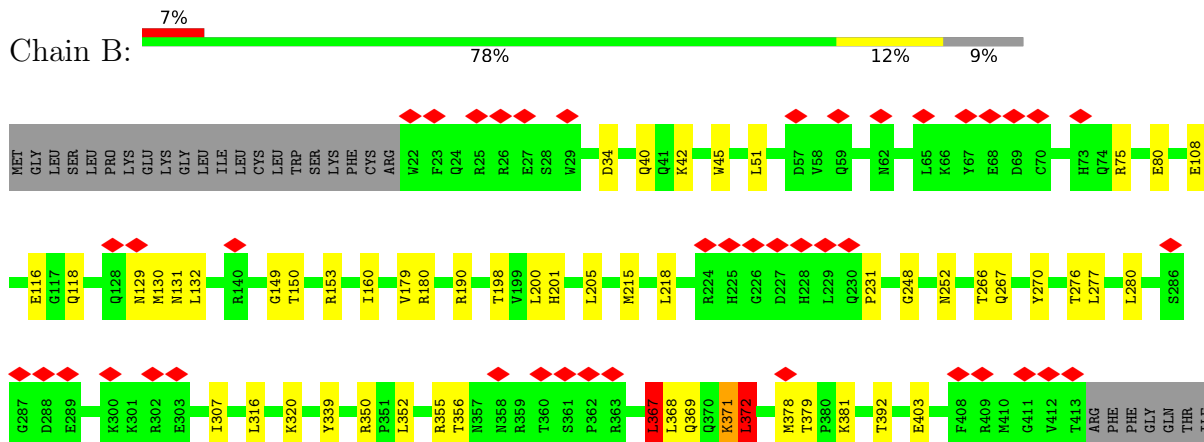 7%
Chain B:
78% 12% 9%
MET GLY LEU SER LEU PRO LYS GLU LYS GLY LEU ILE LEU CYS LEU TRP SER LYS PHE CYS ARG W22 F23 Q24 R25 R26 E27 S28 W29 D34 Q40 Q41 K42 W45 L51 D57 V58 Q59 N62 L65 K66 Y67 E68 D69 C70 H73 Q74 R75 E80 E108
E116 G117 Q118 Q128 N129 M130 N131 L132 R140 G149 T150 R153 I160 V179 R180 R190 T198 V199 L200 H201 L205 M215 L218 R224 H225 G226 D227 H228 L229 Q230 P231 G248 N252 T266 Q267 Y270 T276 L277 L280 S286
G287 D288 E289 K300 K301 R302 E303 I307 L316 K320 Y339 R350 P351 L352 R355 T356 N357 N358 R359 T360 S361 P362 R363 L367 L368 Q369 Q370 K371 L372 M378 T379 P380 K381 T392 E403 F408 R409 M410 G411 V412 T413 ARG PHE PHE GLY GLN THR